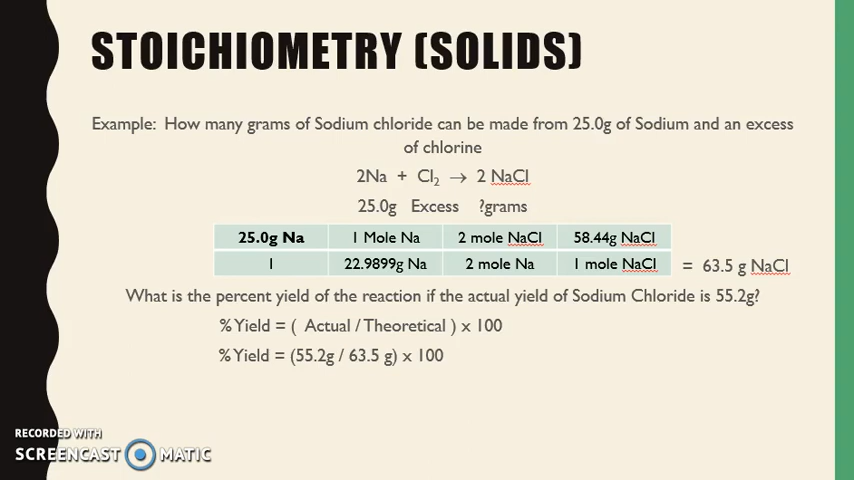 STOICHIOMETRY (SOLIDS)
Example: How many grams of Sodium chloride can be made from 25.0g of Sodium and an excess
of chlorine
2Na + Cl₂ → 2 NaCl
25.0g Excess ?grams
25.0g Na 1 Mole Na 2 mole NaCl 58.44g NaCl
1 22.9899g Na 2 mole Na 1 mole NaCl = 63.5 g NaCl
What is the percent yield of the reaction if the actual yield of Sodium Chloride is 55.2g?
% Yield = ( Actual / Theoretical ) x 100
% Yield = (55.2g / 63.5 g) x 100
RECORDED WITH
SCREENCAST MATIC